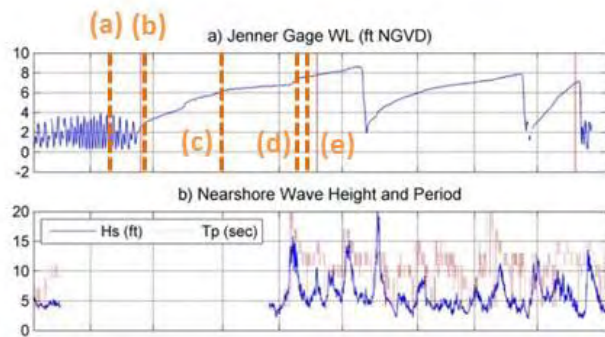 (a) (b)
a) Jenner Gage WL (ft NGVD)
10
8
6
4
2
0
-2
(c) (d) (e)
b) Nearshore Wave Height and Period
20
15
10
5
0
Hs (ft) Tp (sec)